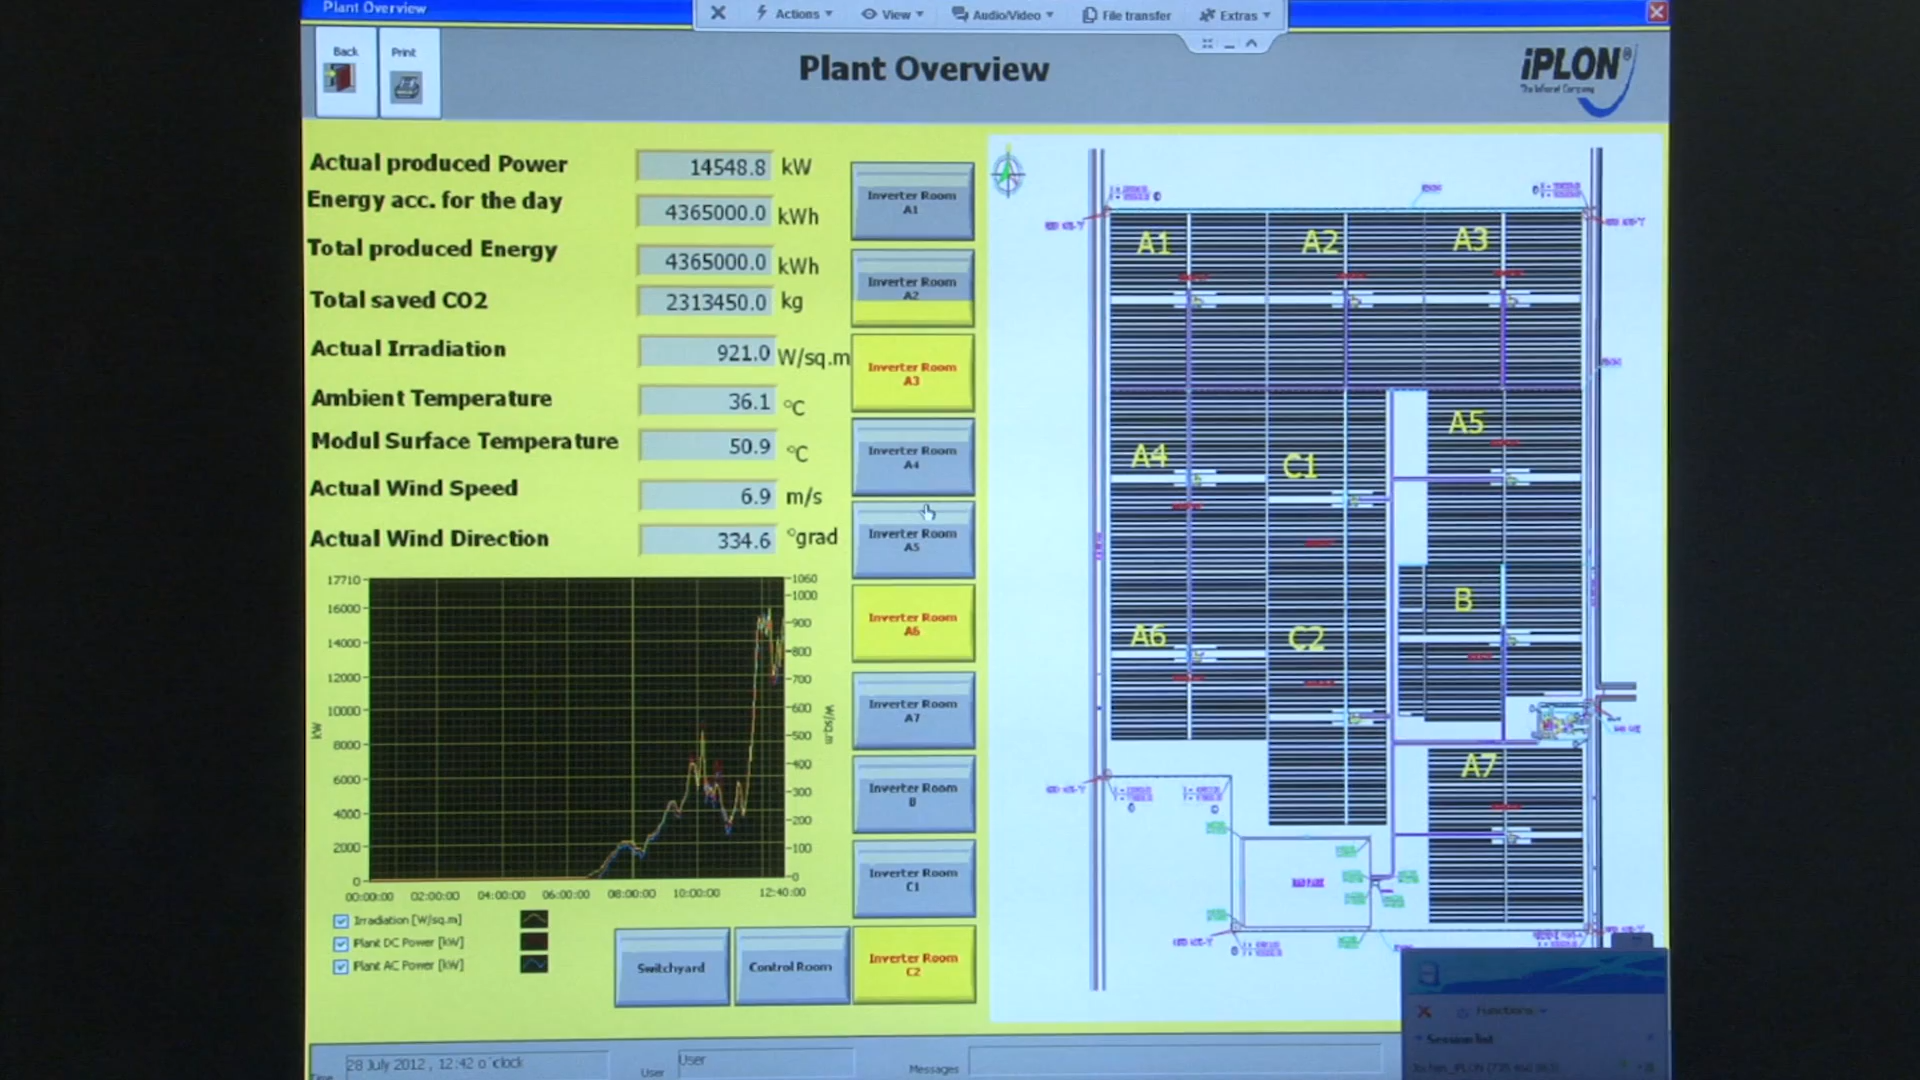 Plant Overview
Actions
View
Audio/Video
File transfer
Extras
Back
Print
Plant Overview
iPLON®
The Infranet Company
Actual produced Power 14548.8 kW
Energy acc. for the day 4365000.0 kWh
Total produced Energy 4365000.0 kWh
Total saved CO2 2313450.0 kg
Actual Irradiation 921.0 W/sq.m
Ambient Temperature 36.1 °C
Modul Surface Temperature 50.9 °C
Actual Wind Speed 6.9 m/s
Actual Wind Direction 334.6 °grad
Inverter Room
A1
Inverter Room
A2
Inverter Room
A3
Inverter Room
A4
Inverter Room
A5
Inverter Room
A6
Inverter Room
A7
Inverter Room
B
Inverter Room
C1
Inverter Room
C2
Switchyard
Control Room
17710
16000
14000
12000
10000
8000
6000
4000
2000
0
kW
1060
1000
900
800
700
600
500
400
300
200
100
0
W/sq.m
00:00:00 02:00:00 04:00:00 06:00:00 08:00:00 10:00:00 12:40:00
Irradiation [W/sq.m]
Plant DC Power [kW]
Plant AC Power [kW]
A1 A2 A3
A4 C1 A5
A6 C2 B
A7
Time 28 July 2012 , 12:42 o´clock
User User
Messages
Functions
Session list